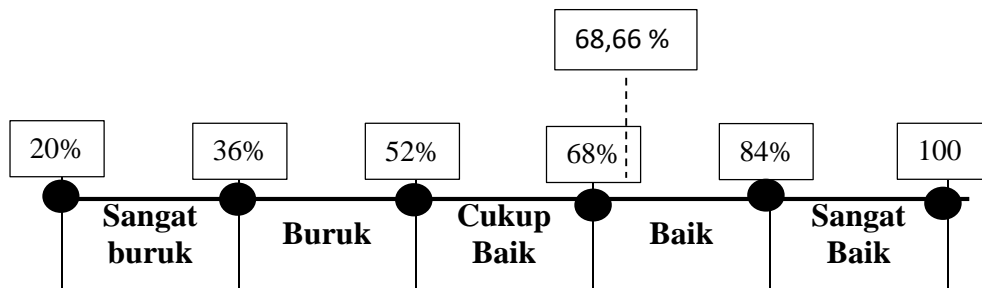 68,66 %
20%
36%
52%
68%
84%
100
Sangat
buruk
Buruk
Cukup
Baik
Baik
Sangat
Baik